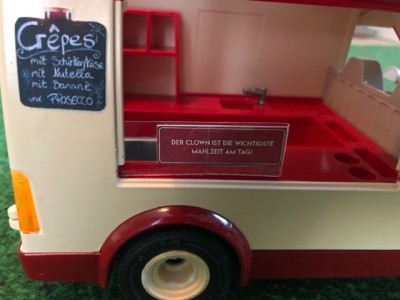 Crêpes
mit Schinken/Käse
mit Nutella
mit Banane
und PROSECCO
DER CLOWN IST DIE WICHTIGSTE
MAHLZEIT AM TAG!